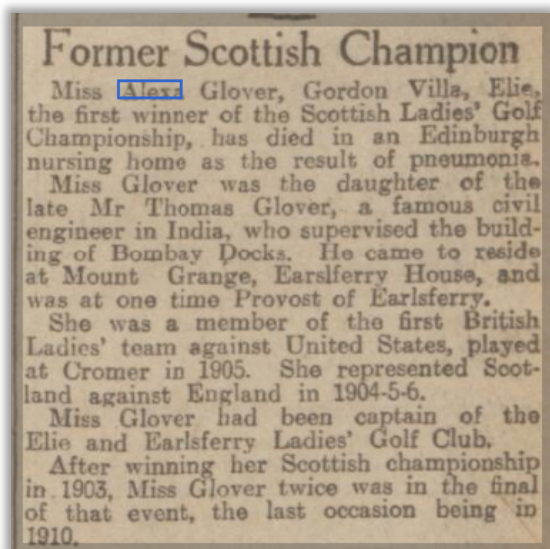 Former Scottish Champion
Miss Alexa Glover, Gordon Villa, Elie,
the first winner of the Scottish Ladies' Golf
Championship, has died in an Edinburgh
nursing home as the result of pneumonia.
Miss Glover was the daughter of the
late Mr Thomas Glover, a famous civil
engineer in India, who supervised the build-
ing of Bombay Docks. He came to reside
at Mount Grange, Earslferry House, and
was at one time Provost of Earlsferry.
She was a member of the first British
Ladies' team against United States, played
at Cromer in 1905. She represented Scot-
land against England in 1904-5-6.
Miss Glover had been captain of the
Elie and Earlsferry Ladies' Golf Club.
After winning her Scottish championship
in 1903, Miss Glover twice was in the final
of that event, the last occasion being in
1910.